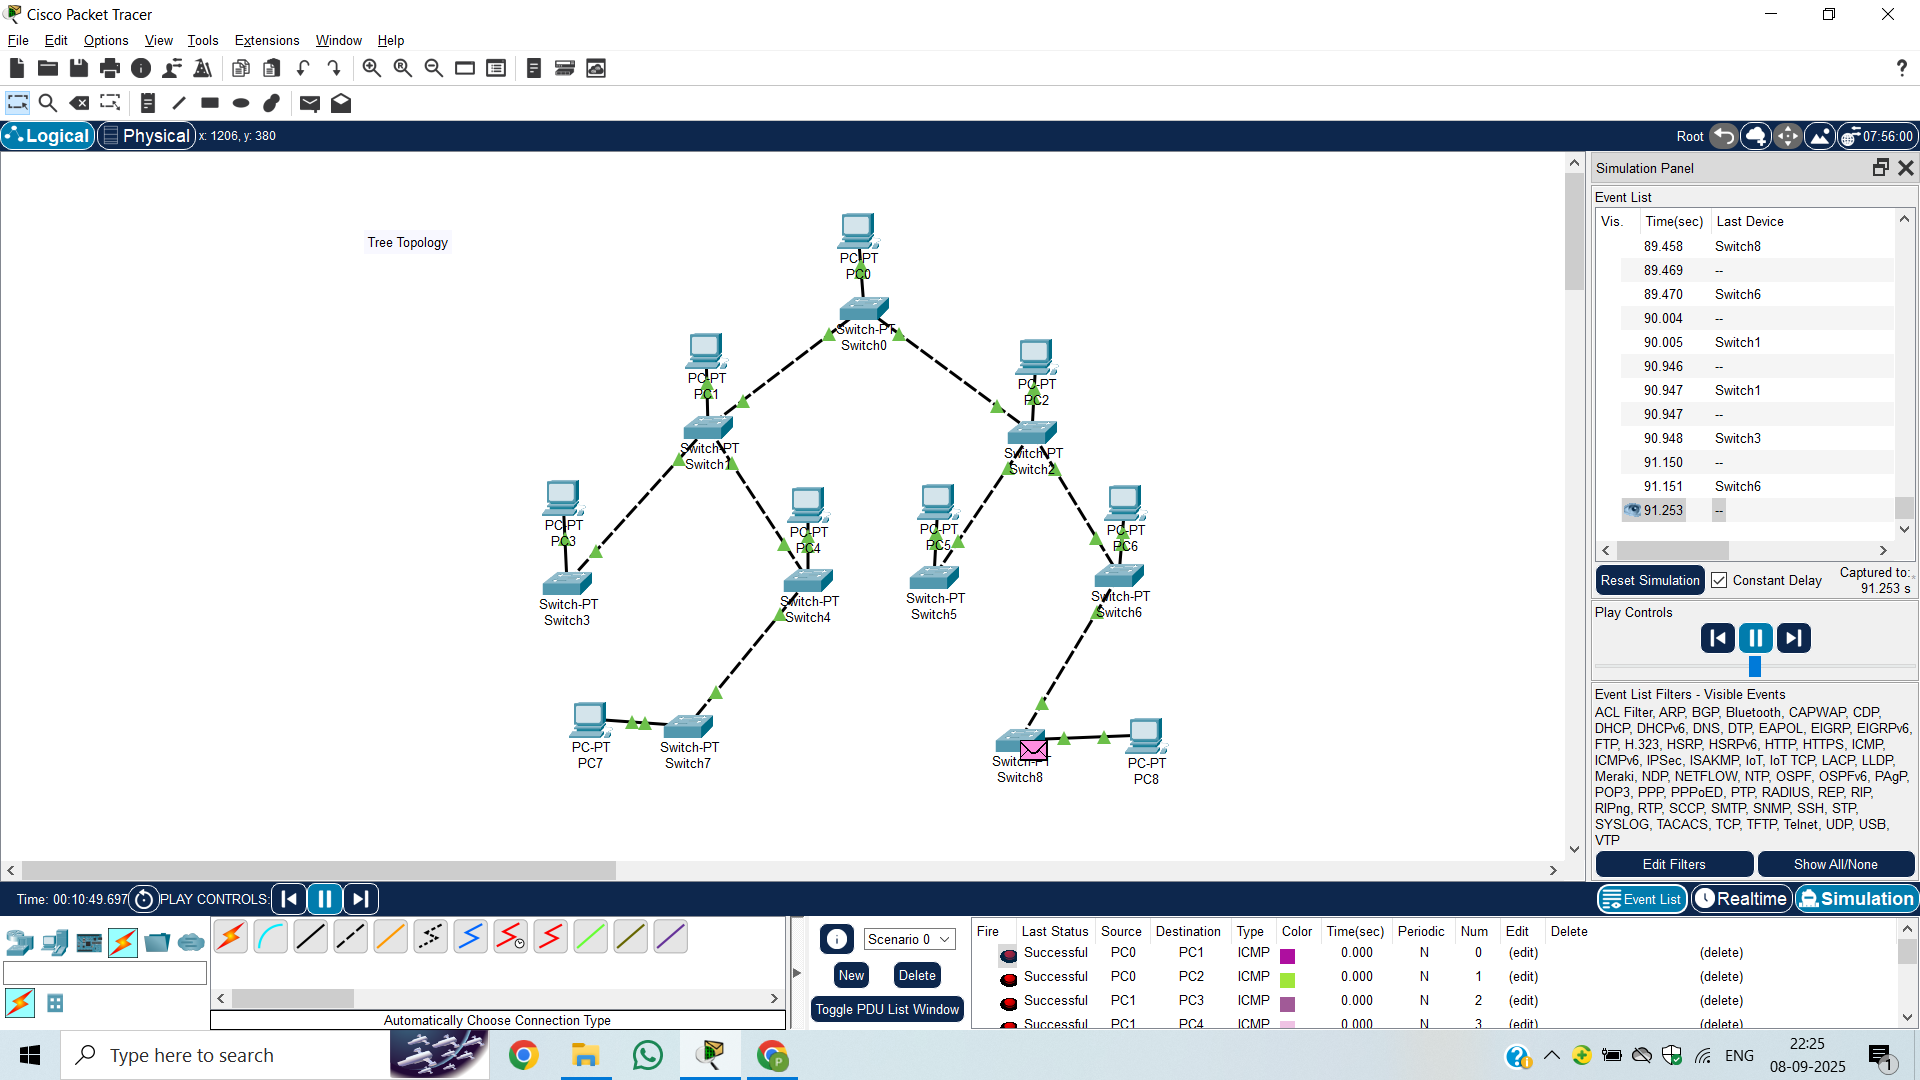 Cisco Packet Tracer
File Edit Options View Tools Extensions Window Help
?
Logical Physical x: 1206, y: 380 Root 07:56:00
Tree Topology
PC-PT
PC0
Switch-PT
Switch0
PC-PT
PC1
Switch-PT
Switch1
PC-PT
PC2
Switch-PT
Switch2
PC-PT
PC3
Switch-PT
Switch3
PC-PT
PC4
Switch-PT
Switch4
PC-PT
PC5
Switch-PT
Switch5
PC-PT
PC6
Switch-PT
Switch6
PC-PT
PC7
Switch-PT
Switch7
Switch-PT
Switch8
PC-PT
PC8
Simulation Panel
Event List
Vis. Time(sec) Last Device
89.458 Switch8
89.469 --
89.470 Switch6
90.004 --
90.005 Switch1
90.946 --
90.947 Switch1
90.947 --
90.948 Switch3
91.150 --
91.151 Switch6
91.253 --
Reset Simulation Constant Delay Captured to:
91.253 s
Play Controls
Event List Filters - Visible Events
ACL Filter, ARP, BGP, Bluetooth, CAPWAP, CDP,
DHCP, DHCPv6, DNS, DTP, EAPOL, EIGRP, EIGRPv6,
FTP, H.323, HSRP, HSRPv6, HTTP, HTTPS, ICMP,
ICMPv6, IPSec, ISAKMP, IoT, IoT TCP, LACP, LLDP,
Meraki, NDP, NETFLOW, NTP, OSPF, OSPFv6, PAgP,
POP3, PPP, PPPoED, PTP, RADIUS, REP, RIP,
RIPng, RTP, SCCP, SMTP, SNMP, SSH, STP,
SYSLOG, TACACS, TCP, TFTP, Telnet, UDP, USB,
VTP
Edit Filters Show All/None
Time: 00:10:49.697 PLAY CONTROLS: Event List Realtime Simulation
Automatically Choose Connection Type
Scenario 0
New Delete
Toggle PDU List Window
Fire Last Status Source Destination Type Color Time(sec) Periodic Num Edit Delete
Successful PC0 PC1 ICMP 0.000 N 0 (edit) (delete)
Successful PC0 PC2 ICMP 0.000 N 1 (edit) (delete)
Successful PC1 PC3 ICMP 0.000 N 2 (edit) (delete)
Successful PC1 PC4 ICMP 0.000 N 3 (edit) (delete)
Type here to search
P
ENG
22:25
08-09-2025
1